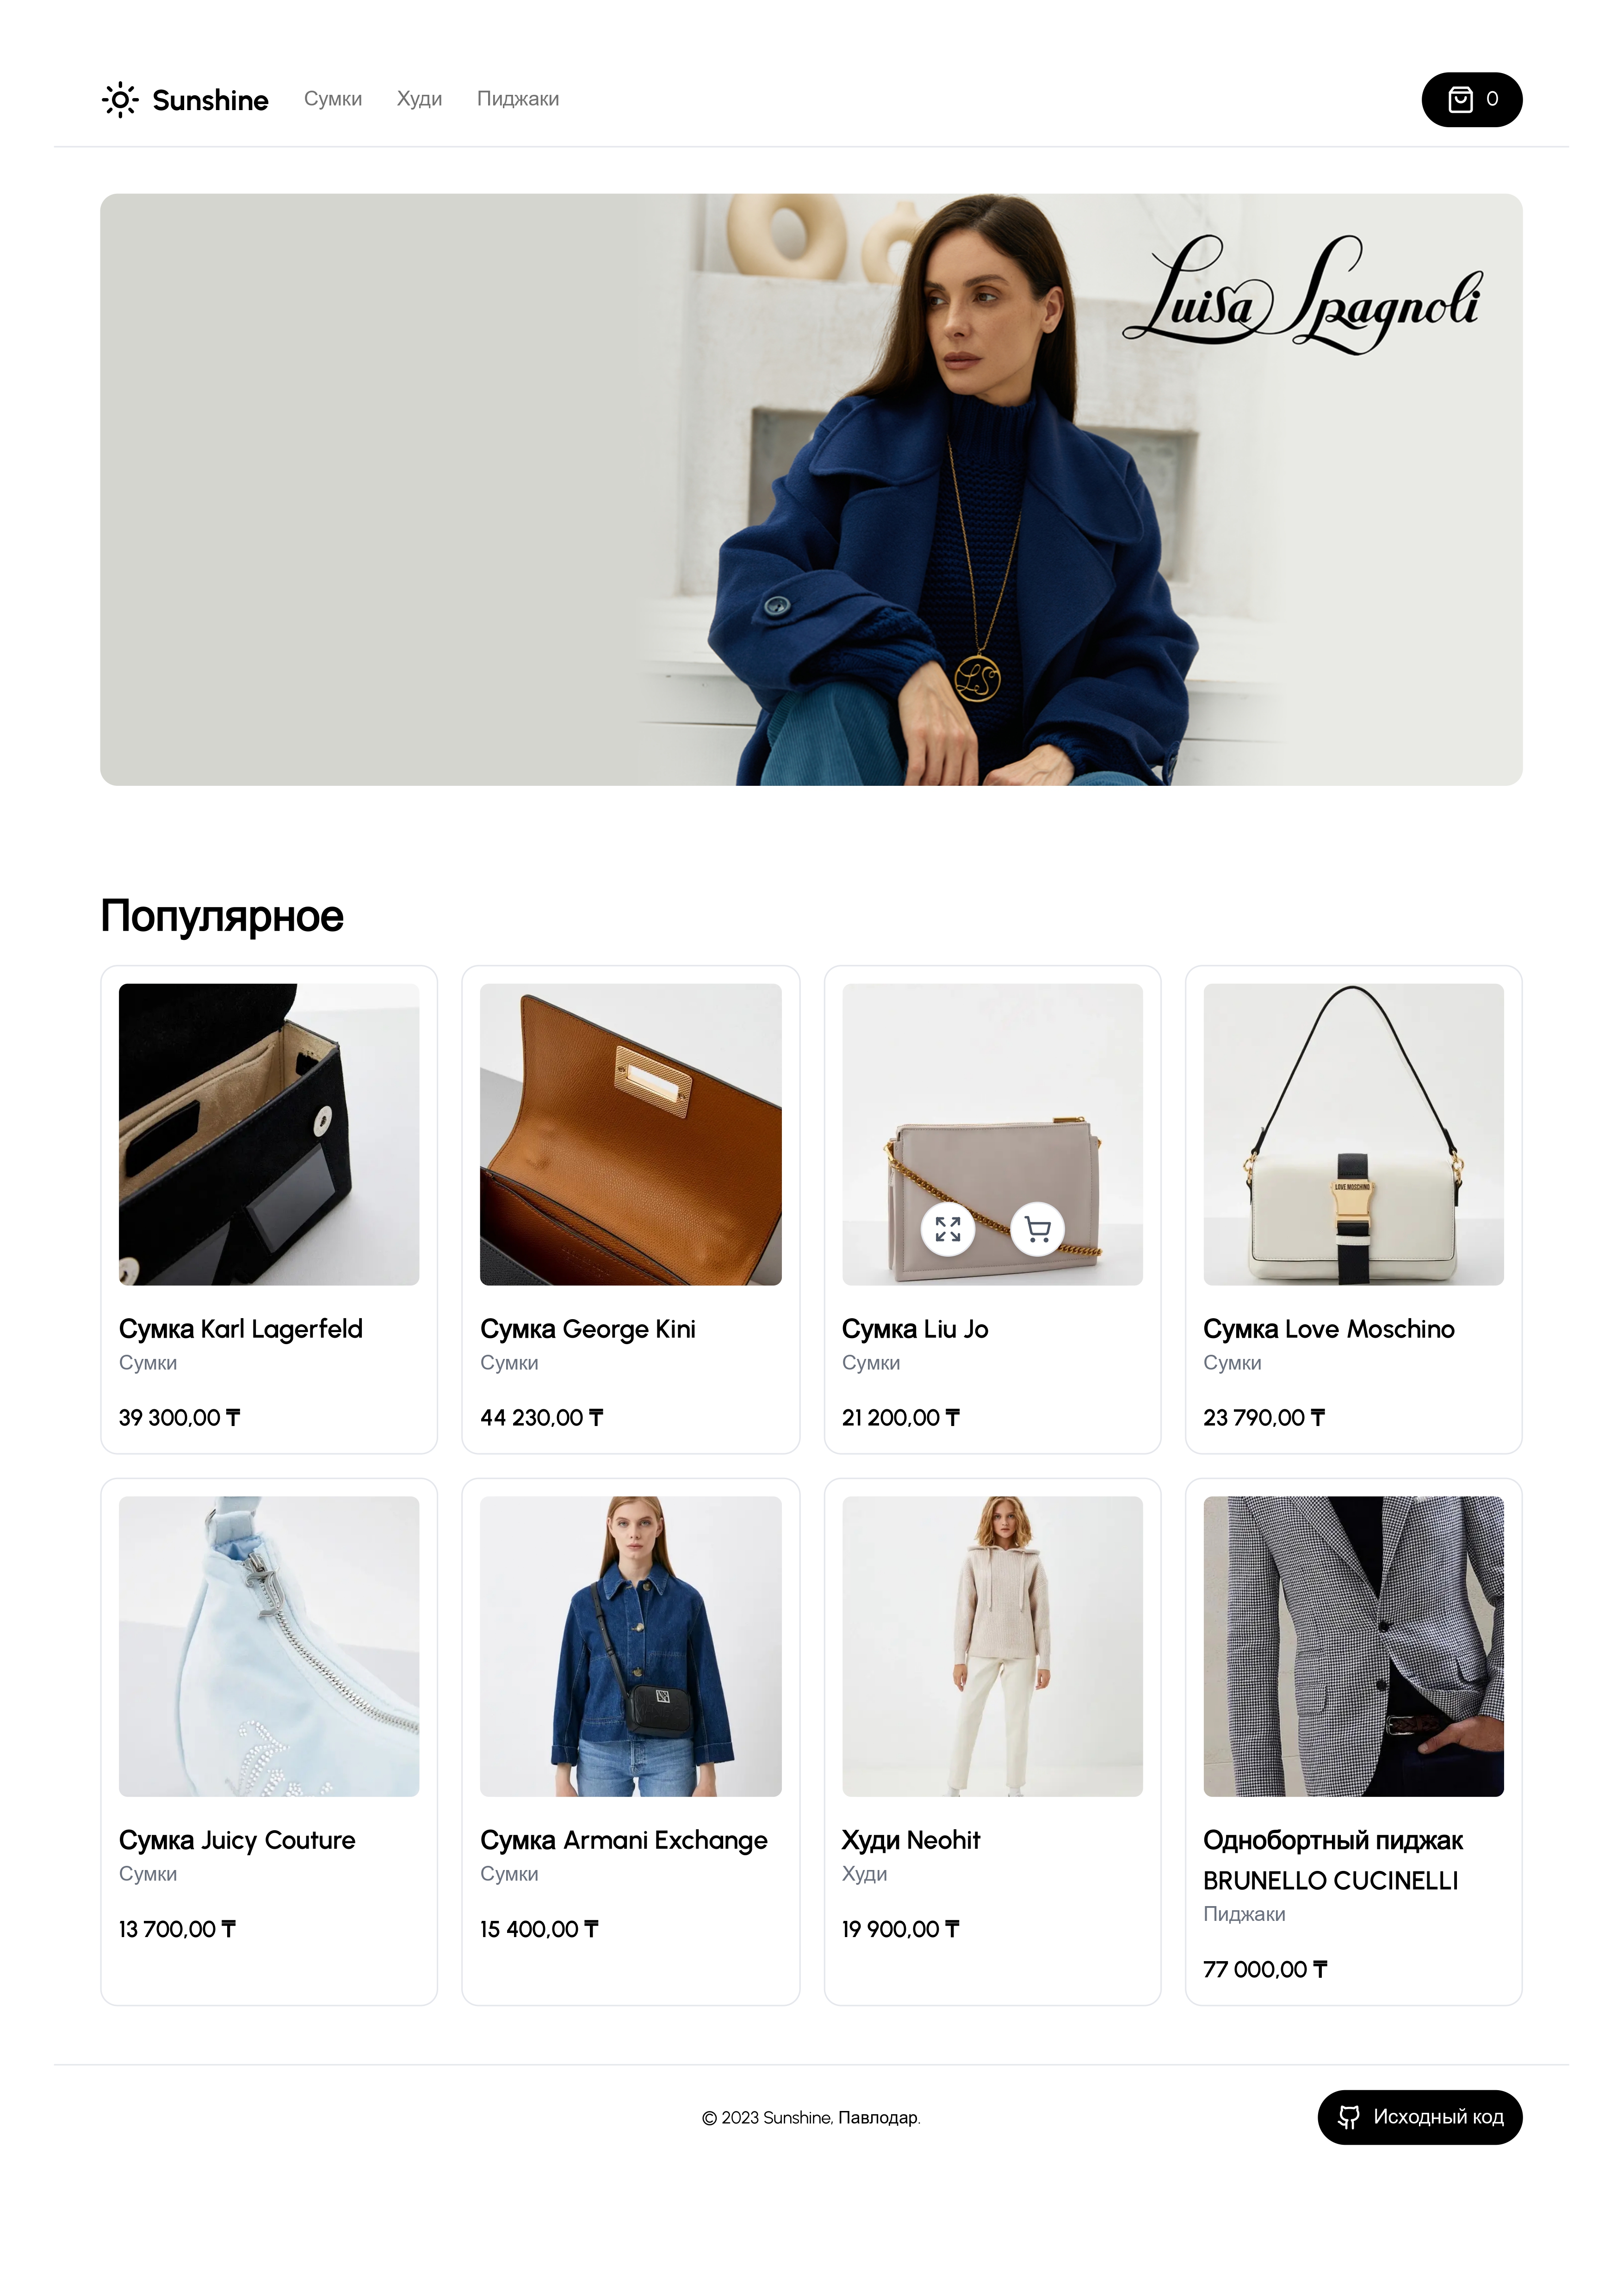 Sunshine
Сумки
Худи
Пиджаки
0
Luisa Spagnoli
LS
Популярное
LOVE MOSCHINO
Сумка Karl Lagerfeld
Сумки
39 300,00 ₸
Сумка George Kini
Сумки
44 230,00 ₸
Сумка Liu Jo
Сумки
21 200,00 ₸
Сумка Love Moschino
Сумки
23 790,00 ₸
Сумка Juicy Couture
Сумки
13 700,00 ₸
Сумка Armani Exchange
Сумки
15 400,00 ₸
Худи Neohit
Худи
19 900,00 ₸
Однобортный пиджак
BRUNELLO CUCINELLI
Пиджаки
77 000,00 ₸
© 2023 Sunshine, Павлодар.
Исходный код